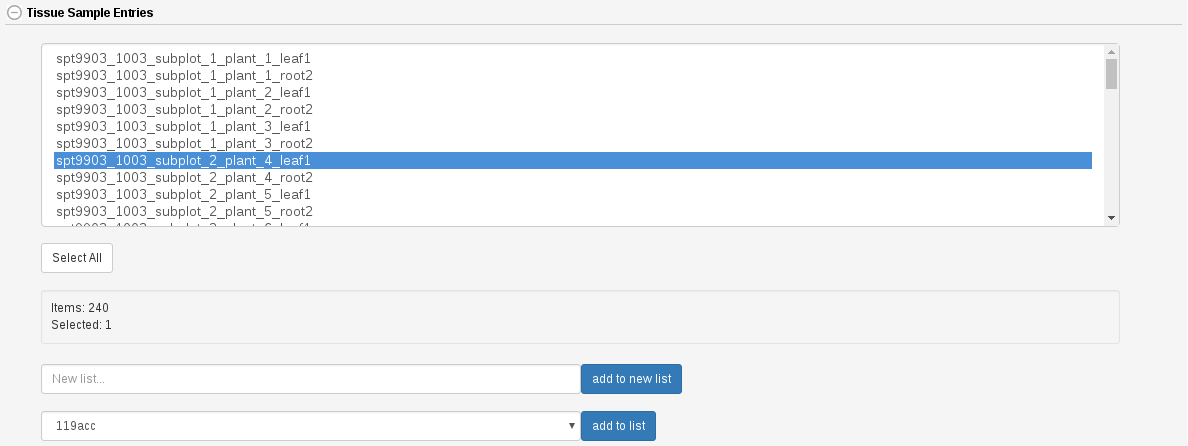 Tissue Sample Entries
spt9903_1003_subplot_1_plant_1_leaf1
spt9903_1003_subplot_1_plant_1_root2
spt9903_1003_subplot_1_plant_2_leaf1
spt9903_1003_subplot_1_plant_2_root2
spt9903_1003_subplot_1_plant_3_leaf1
spt9903_1003_subplot_1_plant_3_root2
spt9903_1003_subplot_2_plant_4_leaf1
spt9903_1003_subplot_2_plant_4_root2
spt9903_1003_subplot_2_plant_5_leaf1
spt9903_1003_subplot_2_plant_5_root2
Select All
Items: 240
Selected: 1
New list... add to new list
119acc add to list